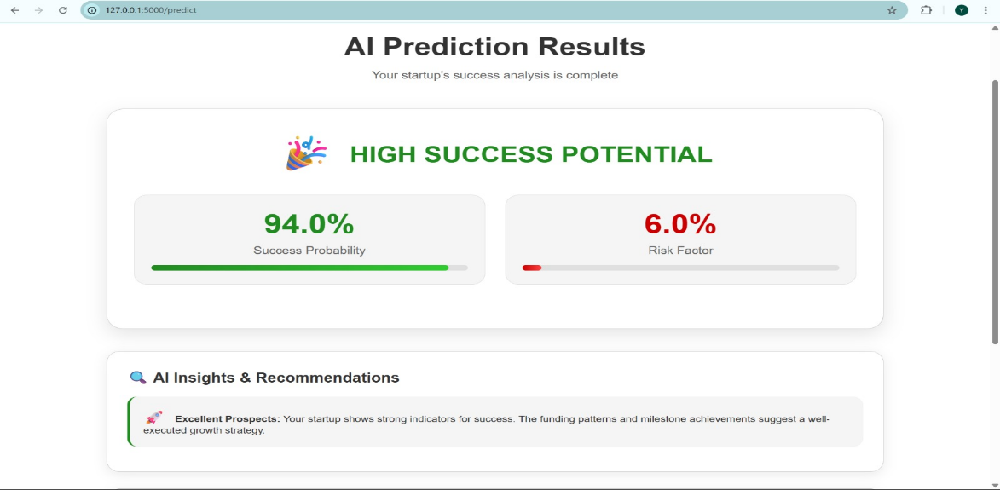 127.0.0.1:5000/predict
Y
AI Prediction Results
Your startup's success analysis is complete
HIGH SUCCESS POTENTIAL
94.0%
Success Probability
6.0%
Risk Factor
AI Insights & Recommendations
Excellent Prospects: Your startup shows strong indicators for success. The funding patterns and milestone achievements suggest a well-
executed growth strategy.